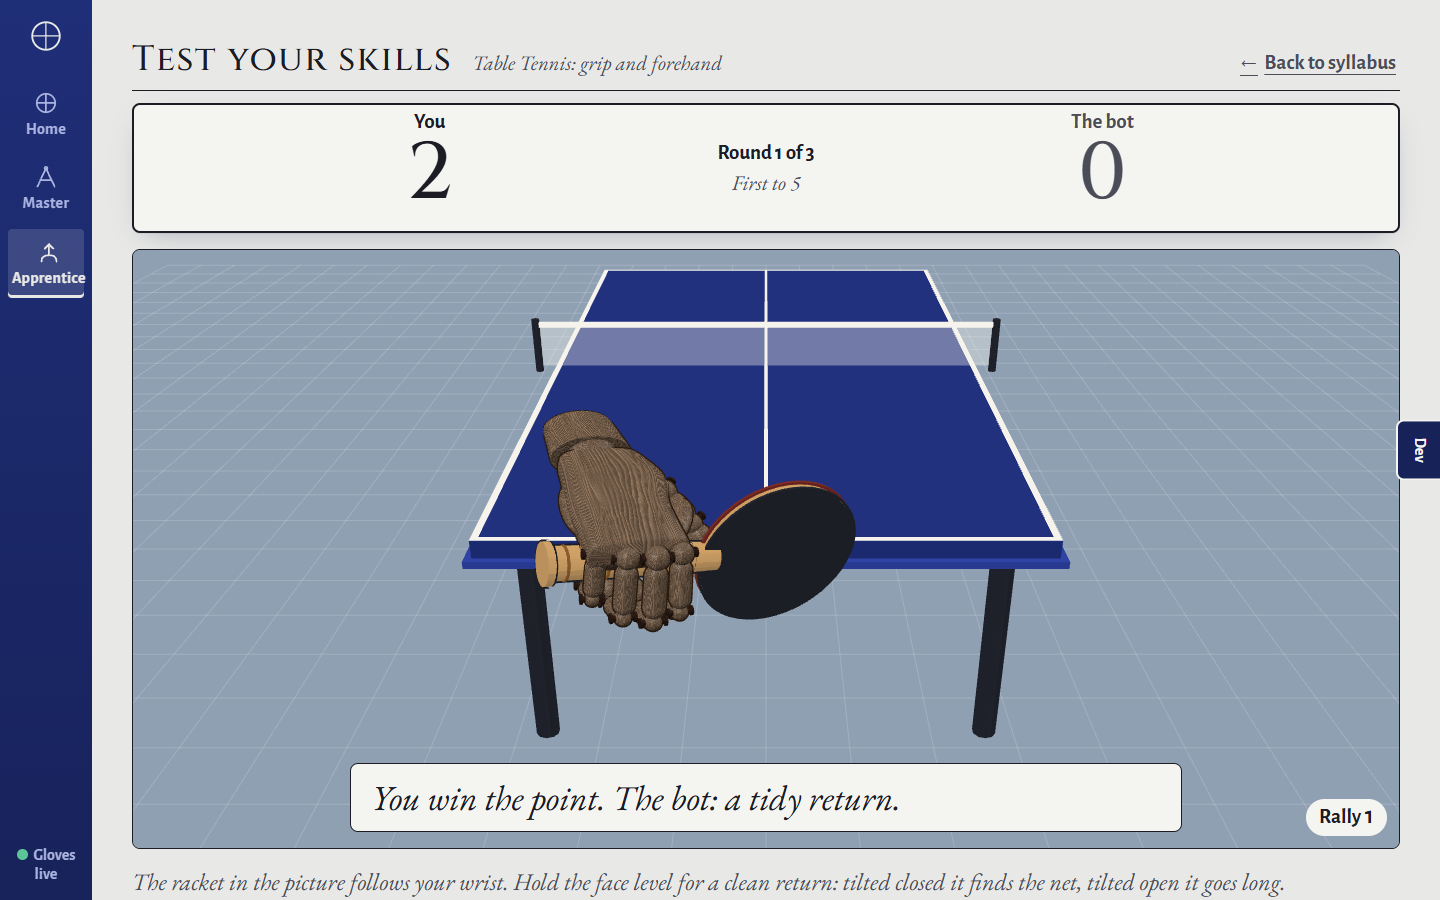 Test your skills
Table Tennis: grip and forehand
← Back to syllabus
Home
Master
Apprentice
You
2
Round 1 of 3
First to 5
The bot
0
Dev
You win the point. The bot: a tidy return.
Rally 1
Gloves
live
The racket in the picture follows your wrist. Hold the face level for a clean return: tilted closed it finds the net, tilted open it goes long.